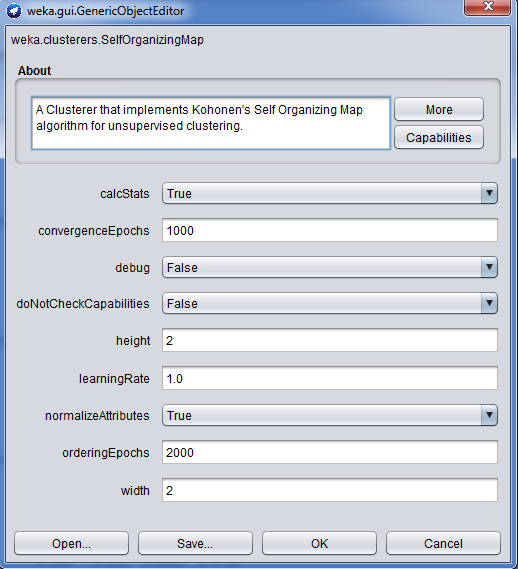 weka.gui.GenericObjectEditor
weka.clusterers.SelfOrganizingMap
About
A Clusterer that implements Kohonen's Self Organizing Map
algorithm for unsupervised clustering.
More
Capabilities
calcStats True
convergenceEpochs 1000
debug False
doNotCheckCapabilities False
height 2
learningRate 1.0
normalizeAttributes True
orderingEpochs 2000
width 2
Open... Save... OK Cancel